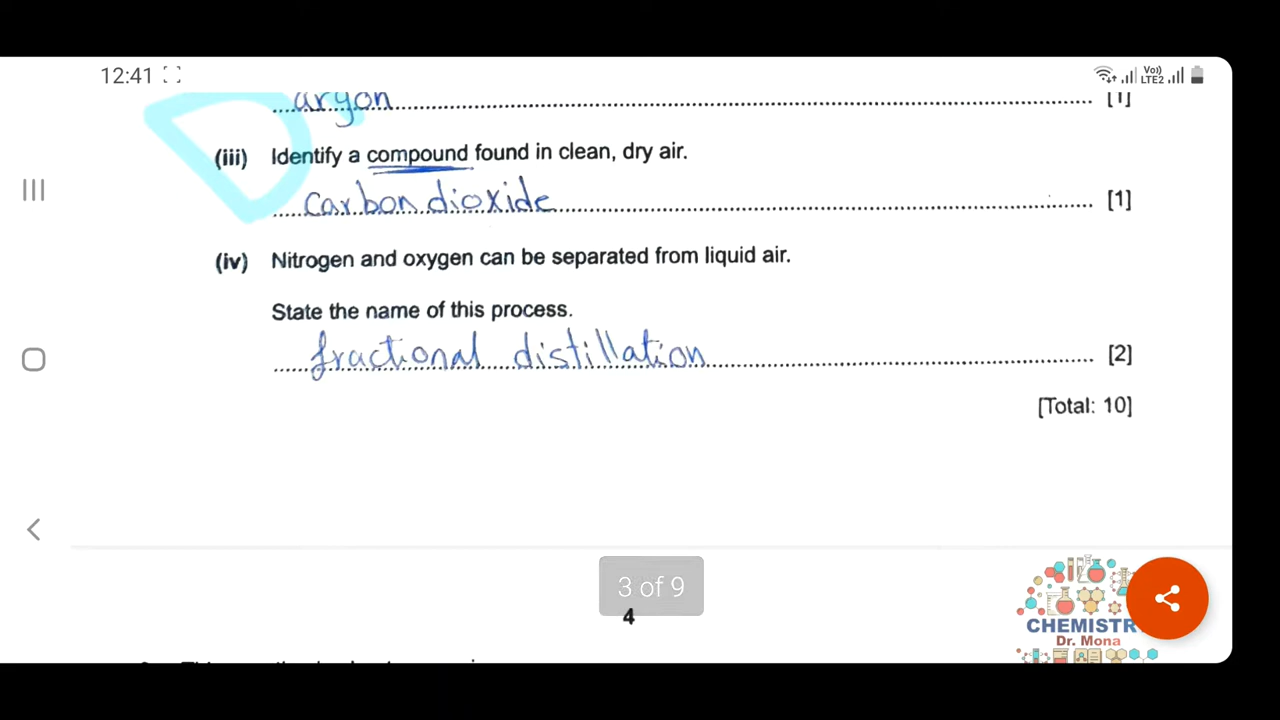 12:41 Vo) LTE2
argon [1]
(iii) Identify a compound found in clean, dry air.
carbon dioxide [1]
(iv) Nitrogen and oxygen can be separated from liquid air.
State the name of this process.
fractional distillation [2]
[Total: 10]
3 of 9
4
CHEMISTR
Dr. Mona